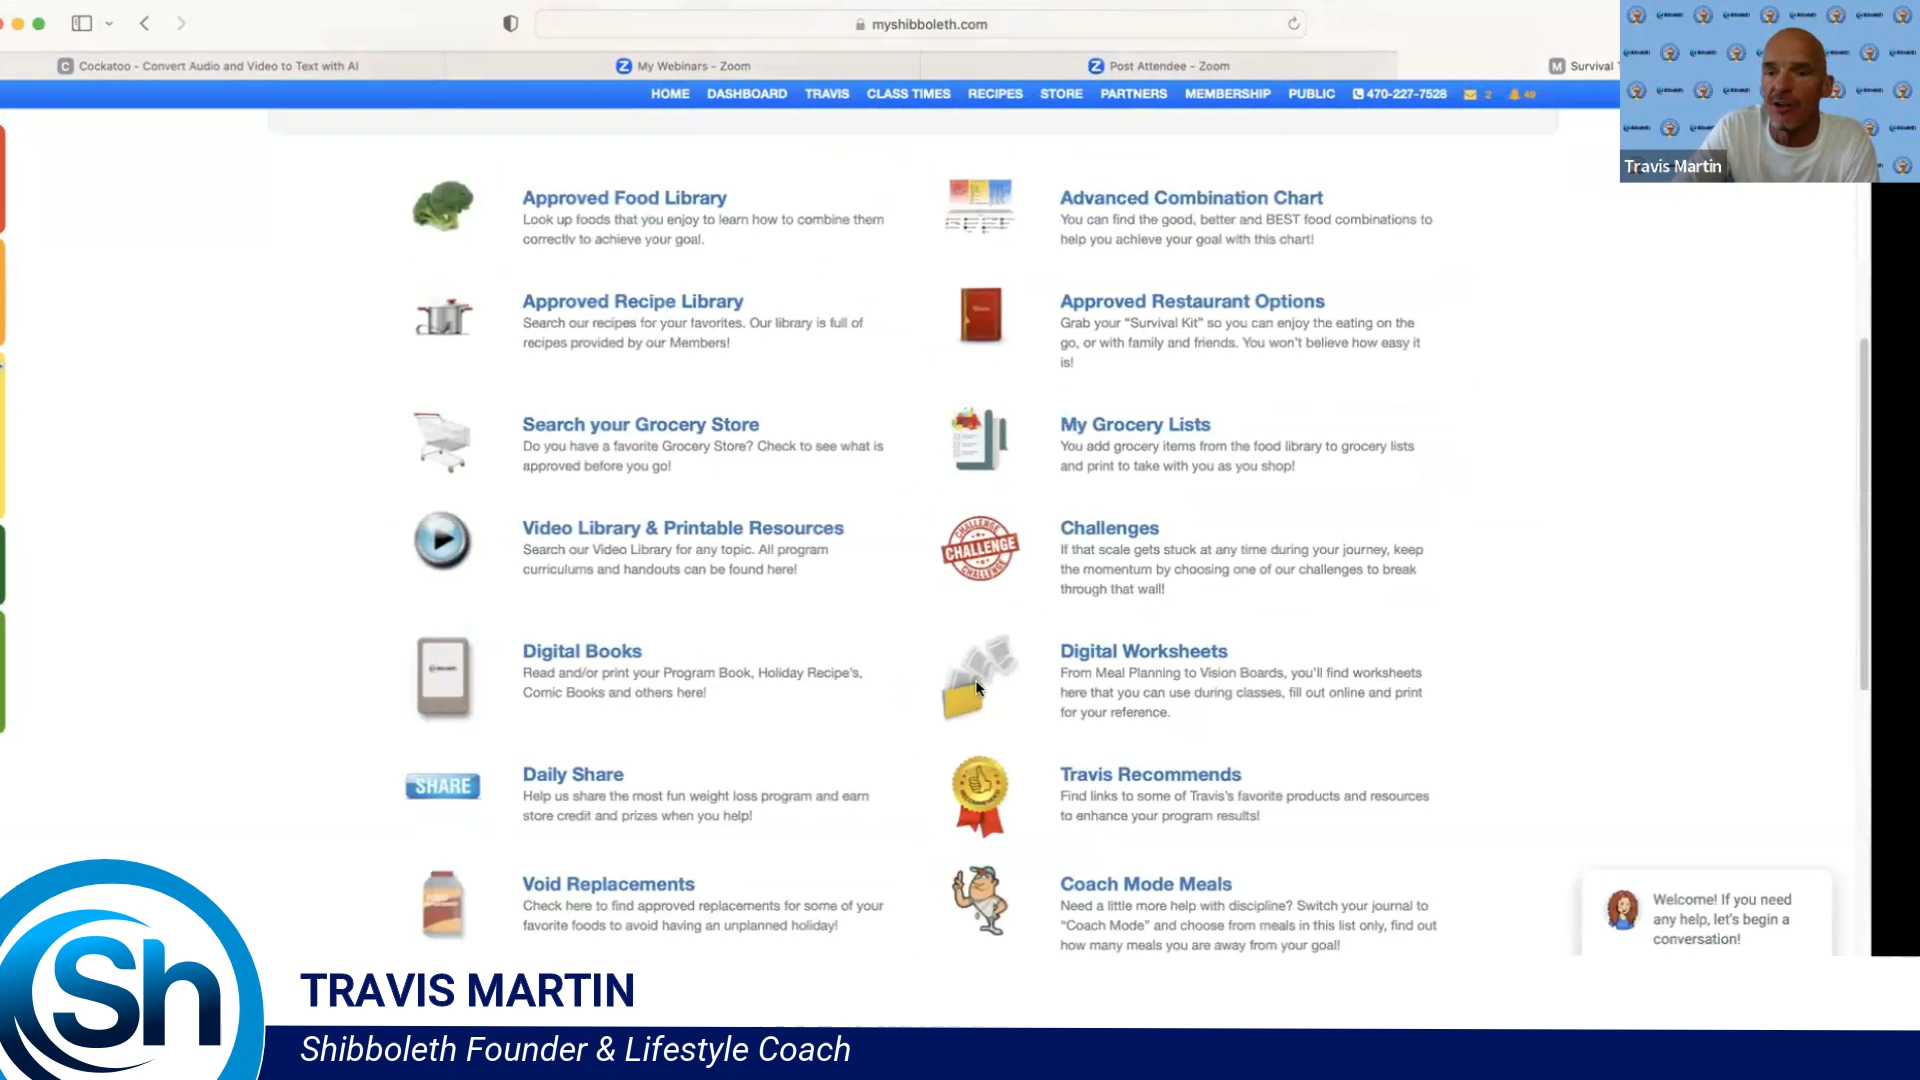 myshibboleth.com
Cockatoo - Convert Audio and Video to Text with AI
My Webinars - Zoom
Post Attendee - Zoom
Survival
HOME DASHBOARD TRAVIS CLASS TIMES RECIPES STORE PARTNERS MEMBERSHIP PUBLIC 470-227-7528 2 49
Travis Martin
Approved Food Library
Look up foods that you enjoy to learn how to combine them
correctly to achieve your goal.
Advanced Combination Chart
You can find the good, better and BEST food combinations to
help you achieve your goal with this chart!
Approved Recipe Library
Search our recipes for your favorites. Our library is full of
recipes provided by our Members!
Approved Restaurant Options
Grab your “Survival Kit” so you can enjoy the eating on the
go, or with family and friends. You won't believe how easy it
is!
Search your Grocery Store
Do you have a favorite Grocery Store? Check to see what is
approved before you go!
My Grocery Lists
You add grocery items from the food library to grocery lists
and print to take with you as you shop!
Video Library & Printable Resources
Search our Video Library for any topic. All program
curriculums and handouts can be found here!
CHALLENGE
CHALLENGE
CHALLENGE
Challenges
If that scale gets stuck at any time during your journey, keep
the momentum by choosing one of our challenges to break
through that wall!
Digital Books
Read and/or print your Program Book, Holiday Recipe's,
Comic Books and others here!
Digital Worksheets
From Meal Planning to Vision Boards, you'll find worksheets
here that you can use during classes, fill out online and print
for your reference.
SHARE
Daily Share
Help us share the most fun weight loss program and earn
store credit and prizes when you help!
Travis Recommends
Find links to some of Travis's favorite products and resources
to enhance your program results!
Void Replacements
Check here to find approved replacements for some of your
favorite foods to avoid having an unplanned holiday!
Coach Mode Meals
Need a little more help with discipline? Switch your journal to
“Coach Mode” and choose from meals in this list only, find out
how many meals you are away from your goal!
Welcome! If you need
any help, let's begin a
conversation!
Sh
TRAVIS MARTIN
Shibboleth Founder & Lifestyle Coach